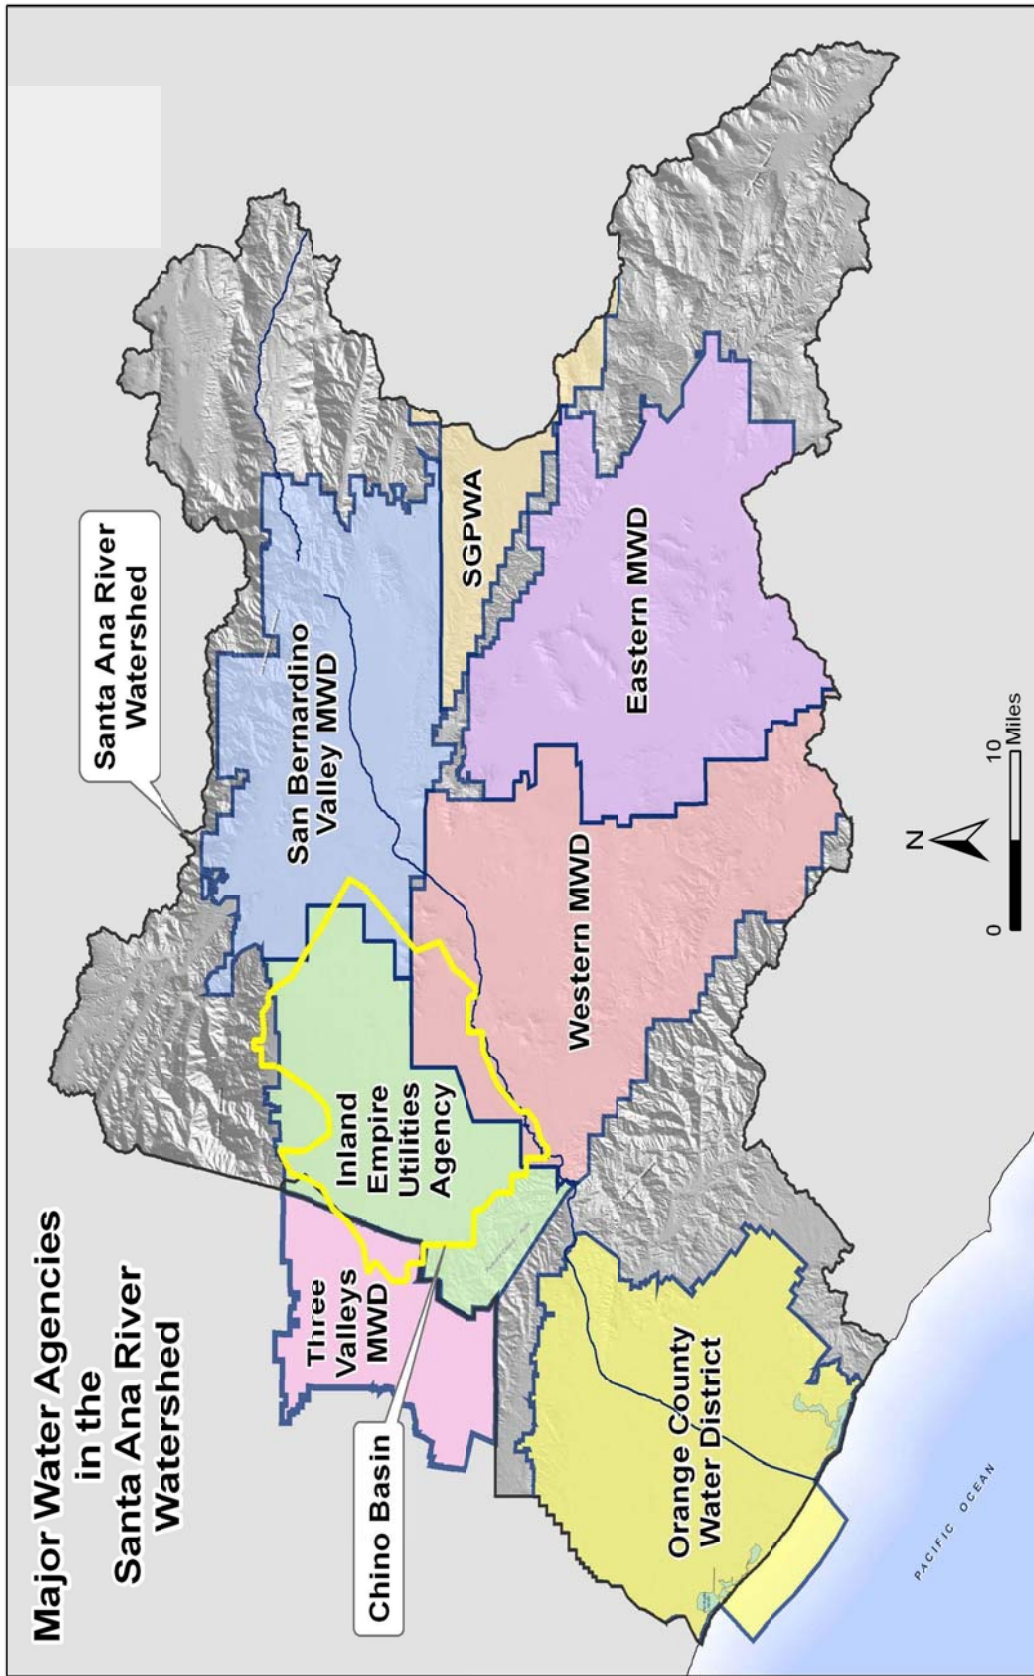 Major Water Agencies
in the
Santa Ana River
Watershed
Santa Ana River
Watershed
San Bernardino
Valley MWD
Three
Valleys
MWD
Inland
Empire
Utilities
Agency
Chino Basin
SGPWA
Western MWD
Eastern MWD
Orange County
Water District
PACIFIC OCEAN
N
0
10
Miles